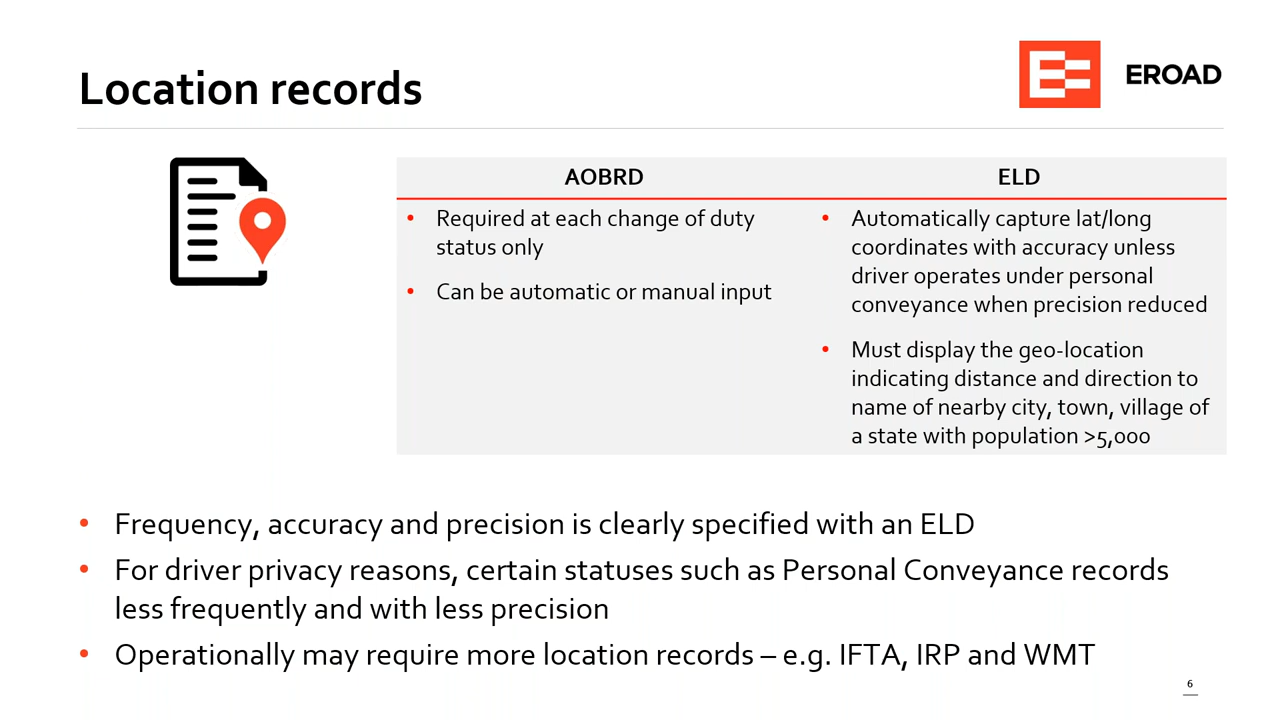 Location records
EROAD
AOBRD
ELD
• Required at each change of duty
status only
• Can be automatic or manual input
• Automatically capture lat/long
coordinates with accuracy unless
driver operates under personal
conveyance when precision reduced
• Must display the geo-location
indicating distance and direction to
name of nearby city, town, village of
a state with population >5,000
• Frequency, accuracy and precision is clearly specified with an ELD
• For driver privacy reasons, certain statuses such as Personal Conveyance records
less frequently and with less precision
• Operationally may require more location records – e.g. IFTA, IRP and WMT
6